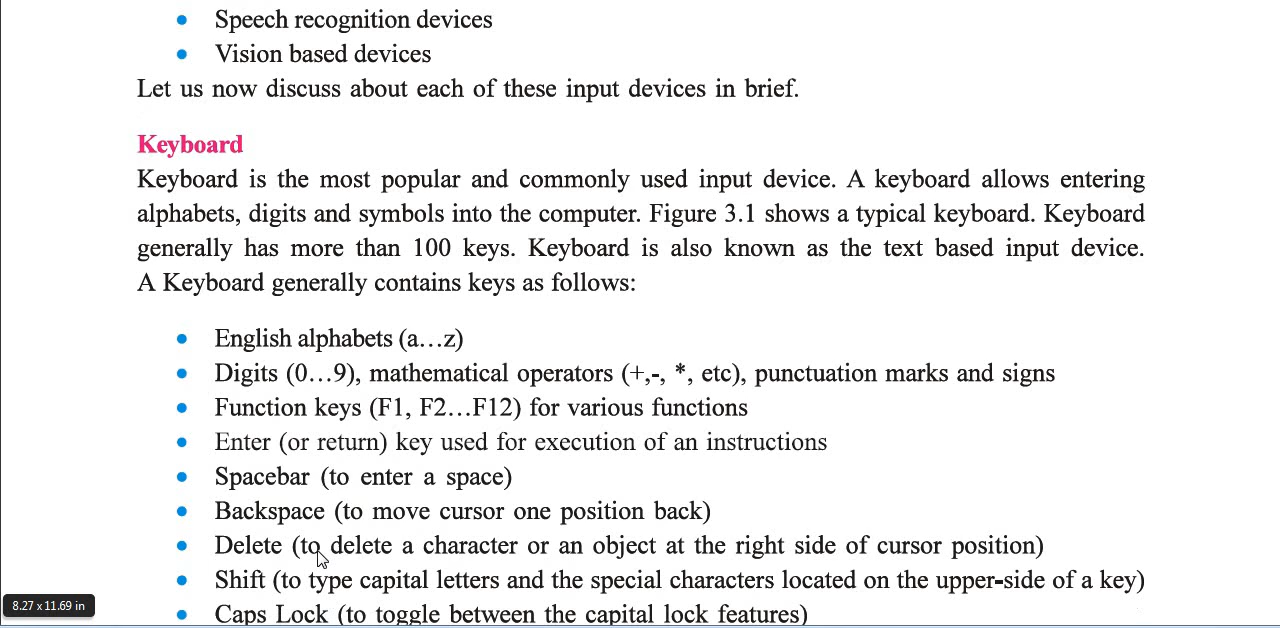 • Speech recognition devices
• Vision based devices
Let us now discuss about each of these input devices in brief.
Keyboard
Keyboard is the most popular and commonly used input device. A keyboard allows entering
alphabets, digits and symbols into the computer. Figure 3.1 shows a typical keyboard. Keyboard
generally has more than 100 keys. Keyboard is also known as the text based input device.
A Keyboard generally contains keys as follows:
• English alphabets (a…z)
• Digits (0…9), mathematical operators (+,-, *, etc), punctuation marks and signs
• Function keys (F1, F2…F12) for various functions
• Enter (or return) key used for execution of an instructions
• Spacebar (to enter a space)
• Backspace (to move cursor one position back)
• Delete (to delete a character or an object at the right side of cursor position)
• Shift (to type capital letters and the special characters located on the upper-side of a key)
• Caps Lock (to toggle between the capital lock features)
8.27 x 11.69 in